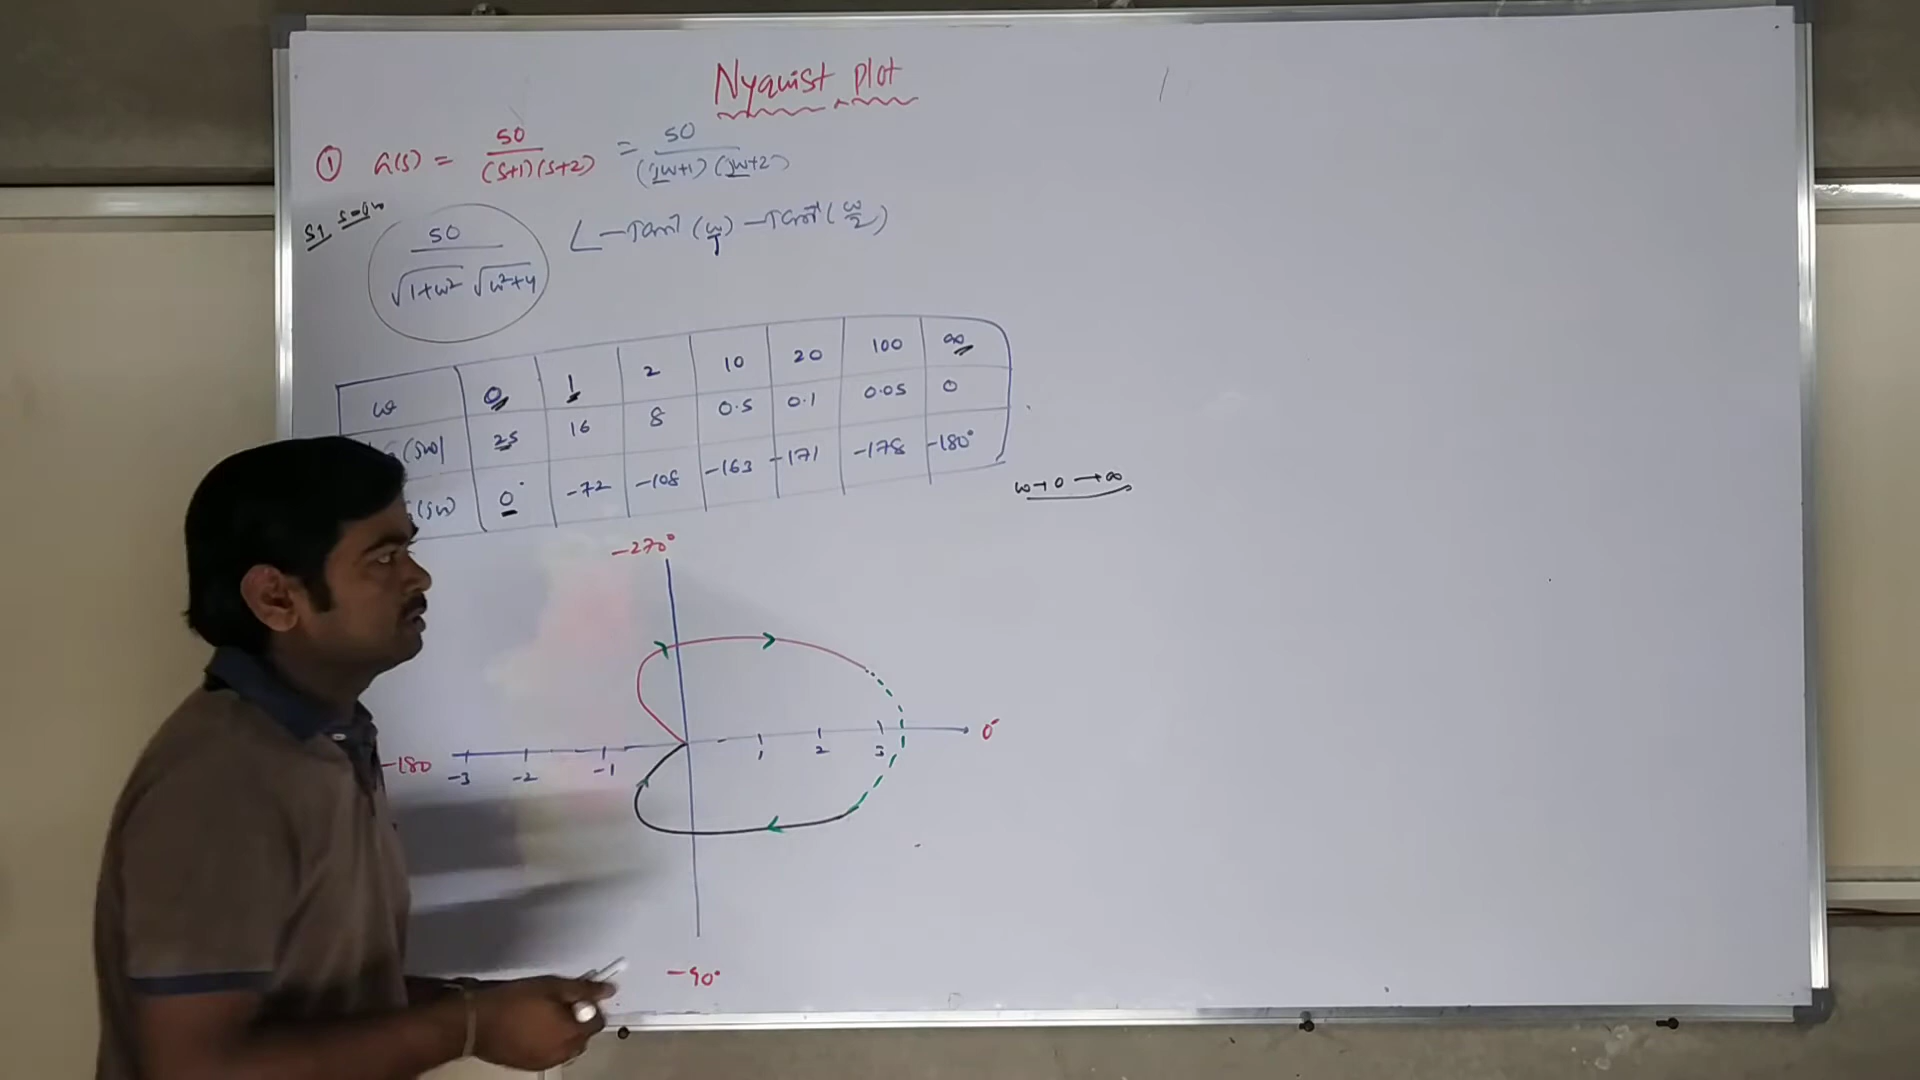 Nyquist plot
① G(s) = 50 / (s+1)(s+2) = 50 / (jω+1)(jω+2)
S1 s=jω
50 / √1+ω² √ω²+4 ∠ -Tan⁻¹(ω/1) -Tan⁻¹(ω/2)
ω 0 1 2 10 20 100 ∞
G(jω)| 25 16 8 0.5 0.1 0.05 0
G(jω) 0° -72 -108 -163 -171 -178 -180°
ω→0 →∞
-270°
-180 -3 -2 -1 1 2 3 0°
-90°